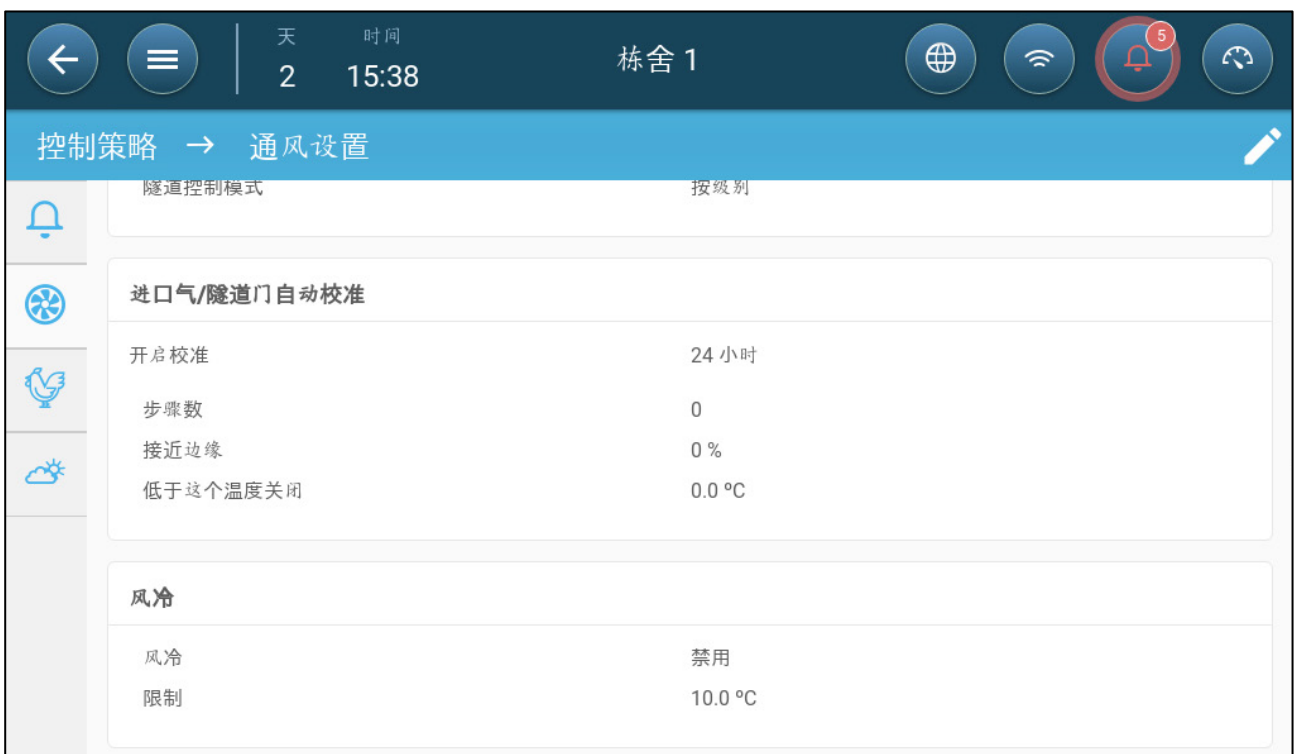 天 时间
2 15:38 栋舍 1 5
控制策略 → 通风设置
隧道控制模式 按级别
进口气/隧道门自动校准
开启校准 24 小时
步骤数 0
接近边缘 0 %
低于这个温度关闭 0.0 ºC
风冷
风冷 禁用
限制 10.0 ºC